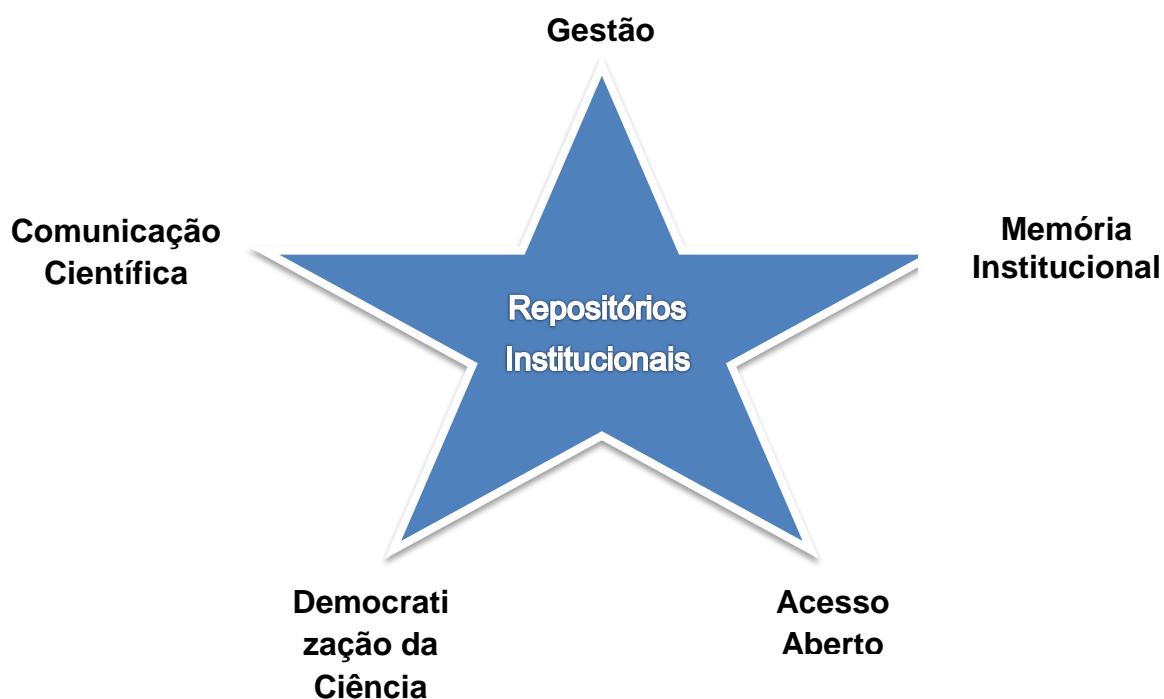 Gestão
Comunicação
Científica
Memória
Institucional
Repositórios
Institucionais
Democrati
zação da
Ciência
Acesso
Aberto